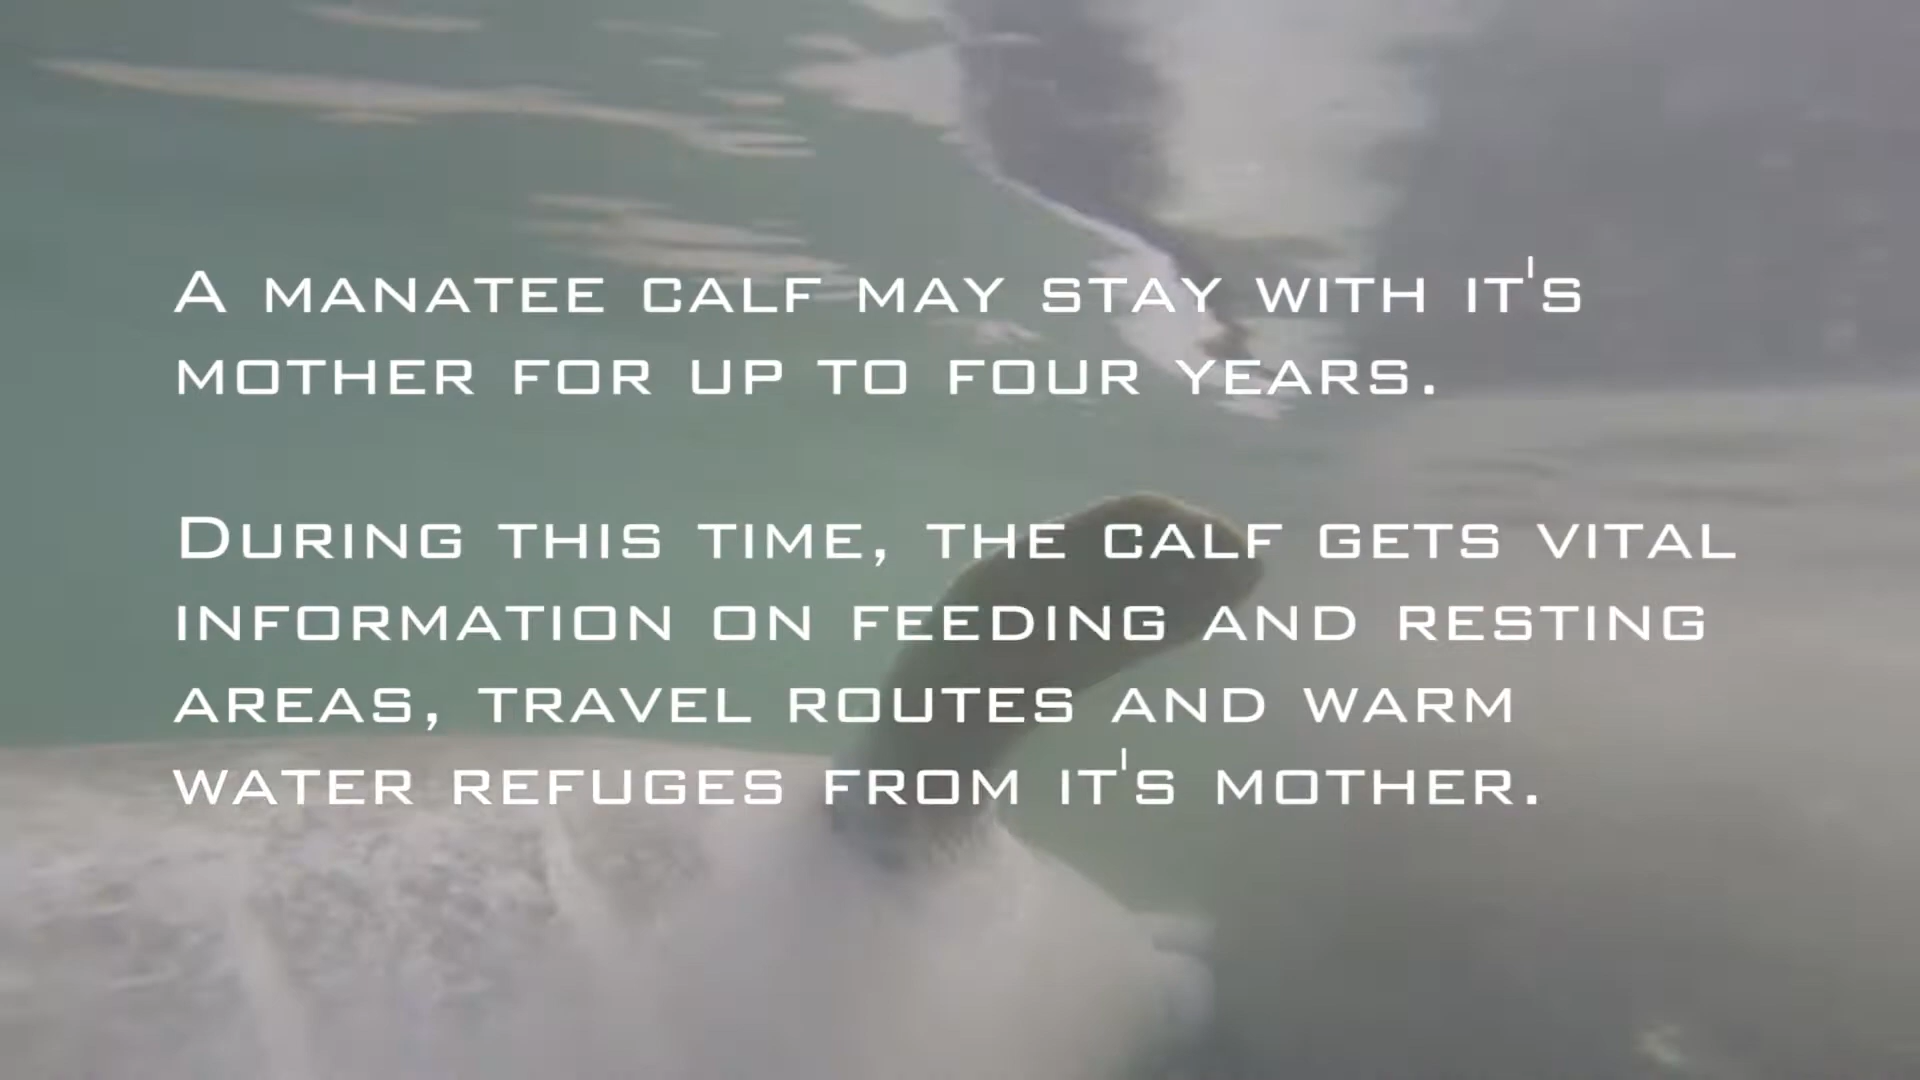 A MANATEE CALF MAY STAY WITH IT'S
MOTHER FOR UP TO FOUR YEARS.
DURING THIS TIME, THE CALF GETS VITAL
INFORMATION ON FEEDING AND RESTING
AREAS, TRAVEL ROUTES AND WARM
WATER REFUGES FROM IT'S MOTHER.